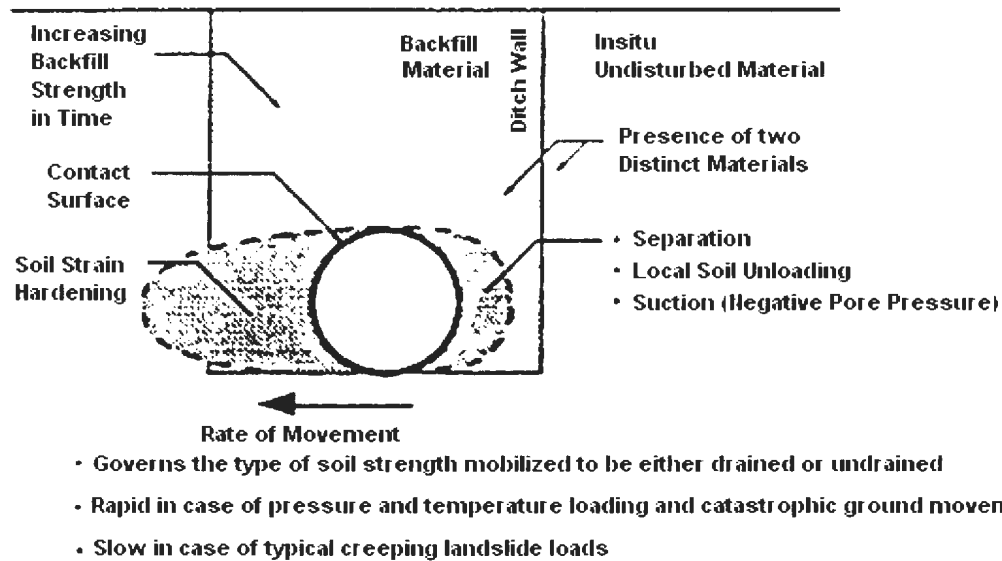 Increasing
Backfill
Strength
in Time
Backfill
Material
Ditch Wall
Insitu
Undisturbed Material
Presence of two
Distinct Materials
Contact
Surface
Soil Strain
Hardening
• Separation
• Local Soil Unloading
• Suction (Negative Pore Pressure)
Rate of Movement
• Governs the type of soil strength mobilized to be either drained or undrained
• Rapid in case of pressure and temperature loading and catastrophic ground movem
• Slow in case of typical creeping landslide loads